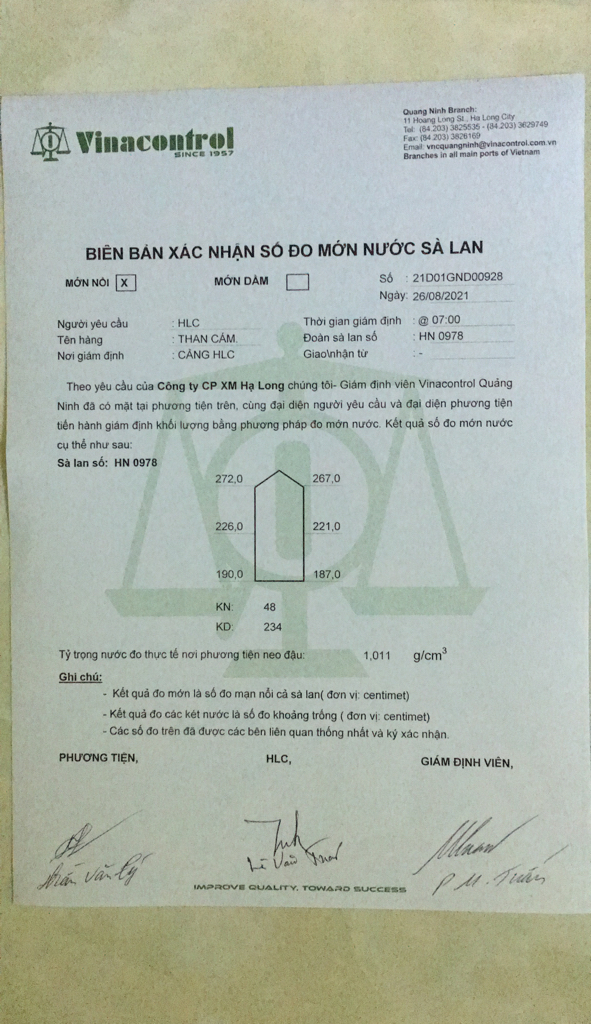 Vinacontrol
SINCE 1957
Quang Ninh Branch:
11 Hoang Long St., Ha Long City
Tel: (84.203) 3825535 - (84.203) 3629749
Fax: (84.203) 3826169
Email: vncquangninh@vinacontrol.com.vn
Branches in all main ports of Vietnam
BIÊN BẢN XÁC NHẬN SỐ ĐO MỚN NƯỚC SÀ LAN
MỚN NỔI X MỚN DẦM
Số : 21D01GND00928
Ngày: 26/08/2021
Người yêu cầu : HLC Thời gian giám định : @ 07:00
Tên hàng : THAN CÁM. Đoàn sà lan số : HN 0978
Nơi giám định : CẢNG HLC Giao\nhận từ : -
Theo yêu cầu của Công ty CP XM Hạ Long chúng tôi- Giám định viên Vinacontrol Quảng
Ninh đã có mặt tại phương tiện trên, cùng đại diện người yêu cầu và đại diện phương tiện
tiến hành giám định khối lượng bằng phương pháp đo mớn nước. Kết quả số đo mớn nước
cụ thể như sau:
Sà lan số: HN 0978
272,0 267,0
226,0 221,0
190,0 187,0
KN: 48
KD: 234
Tỷ trọng nước đo thực tế nơi phương tiện neo đậu: 1,011 g/cm³
Ghi chú:
- Kết quả đo mớn là số đo mạn nổi cả sà lan( đơn vị: centimet)
- Kết quả đo các két nước là số đo khoảng trống ( đơn vị: centimet)
- Các số đo trên đã được các bên liên quan thống nhất và ký xác nhận.
PHƯƠNG TIỆN, HLC, GIÁM ĐỊNH VIÊN,
Văn Lê Văn P M. Tuấn
IMPROVE QUALITY, TOWARD SUCCESS